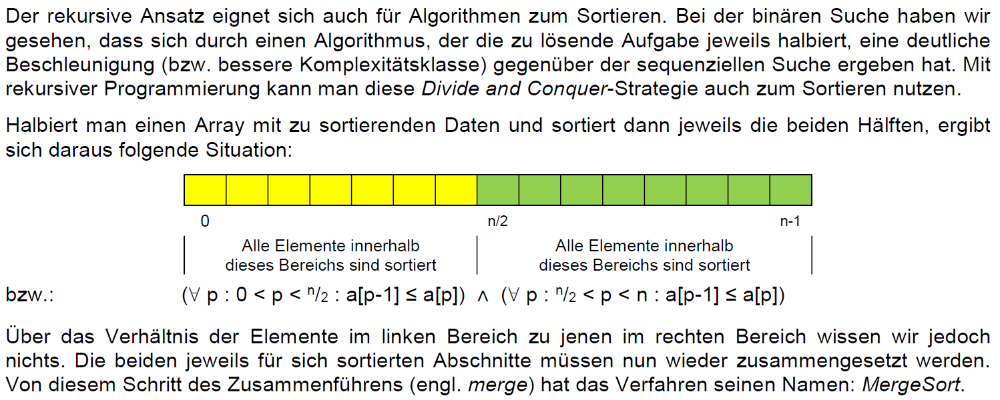 Der rekursive Ansatz eignet sich auch für Algorithmen zum Sortieren. Bei der binären Suche haben wir
gesehen, dass sich durch einen Algorithmus, der die zu lösende Aufgabe jeweils halbiert, eine deutliche
Beschleunigung (bzw. bessere Komplexitätsklasse) gegenüber der sequenziellen Suche ergeben hat. Mit
rekursiver Programmierung kann man diese Divide and Conquer-Strategie auch zum Sortieren nutzen.
Halbiert man einen Array mit zu sortierenden Daten und sortiert dann jeweils die beiden Hälften, ergibt
sich daraus folgende Situation:
0 n/2 n-1
Alle Elemente innerhalb Alle Elemente innerhalb
dieses Bereichs sind sortiert dieses Bereichs sind sortiert
bzw.: (∀ p : 0 < p < n/2 : a[p-1] ≤ a[p]) ∧ (∀ p : n/2 < p < n : a[p-1] ≤ a[p])
Über das Verhältnis der Elemente im linken Bereich zu jenen im rechten Bereich wissen wir jedoch
nichts. Die beiden jeweils für sich sortierten Abschnitte müssen nun wieder zusammengesetzt werden.
Von diesem Schritt des Zusammenführens (engl. merge) hat das Verfahren seinen Namen: MergeSort.